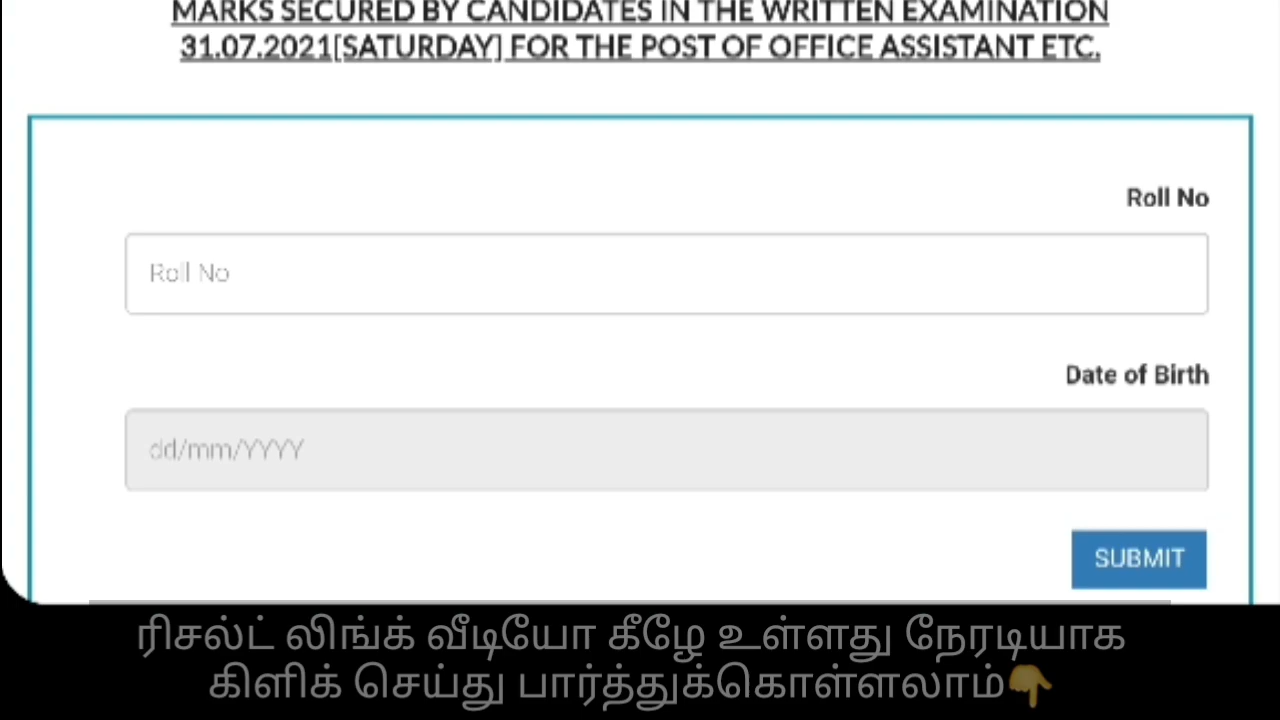 MARKS SECURED BY CANDIDATES IN THE WRITTEN EXAMINATION
31.07.2021[SATURDAY] FOR THE POST OF OFFICE ASSISTANT ETC.
Roll No
Roll No
Date of Birth
dd/mm/YYYY
SUBMIT
ரிசல்ட் லிங்க் வீடியோ கீழே உள்ளது நேரடியாக
கிளிக் செய்து பார்த்துக்கொள்ளலாம்👇